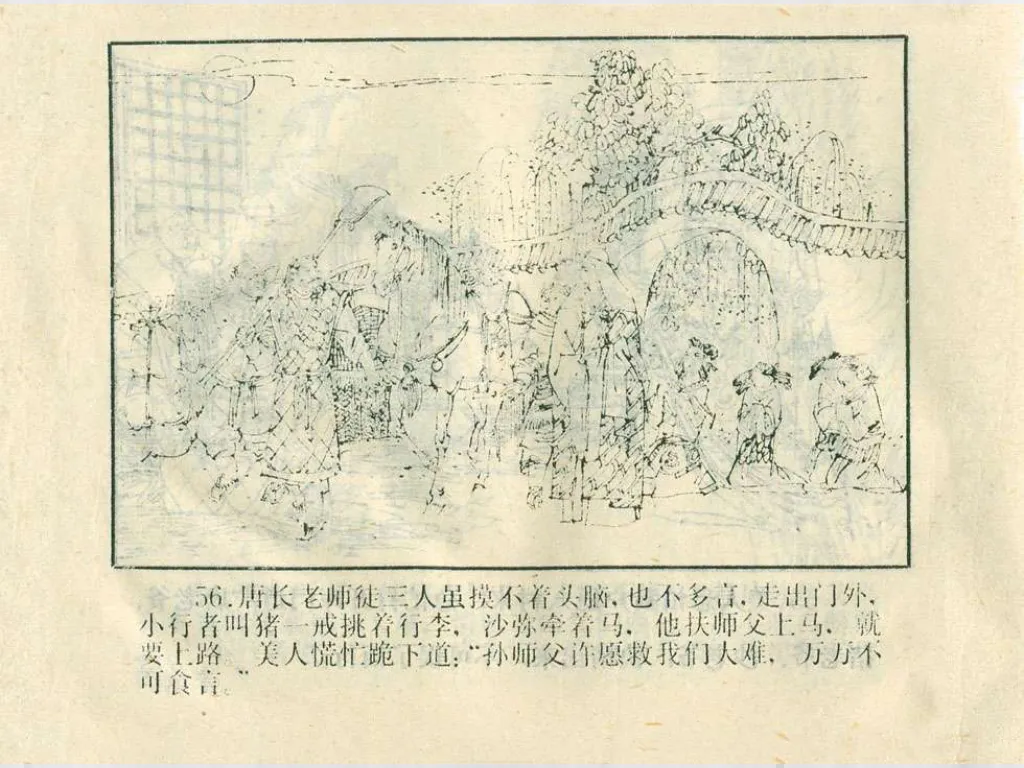 56.唐长老师徒三人虽摸不着头脑,也不多言,走出门外,
小行者叫猪一戒挑着行李, 沙弥牵着马, 他扶师父上马, 就
要上路 美人慌忙跪下道:“孙师父许愿救我们大难, 万万不
可食言。”